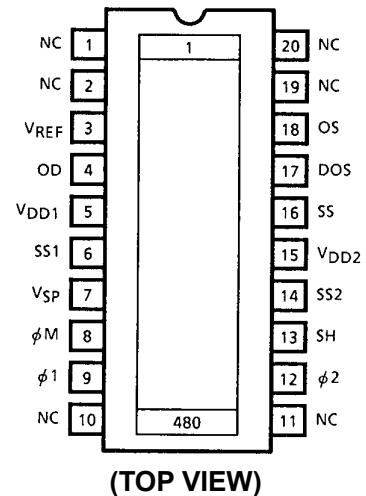 NC 1 1 20 NC
NC 2 19 NC
VREF 3 18 OS
OD 4 17 DOS
VDD1 5 16 SS
SS1 6 15 VDD2
VSP 7 14 SS2
ϕM 8 13 SH
ϕ1 9 12 ϕ2
NC 10 480 11 NC
(TOP VIEW)